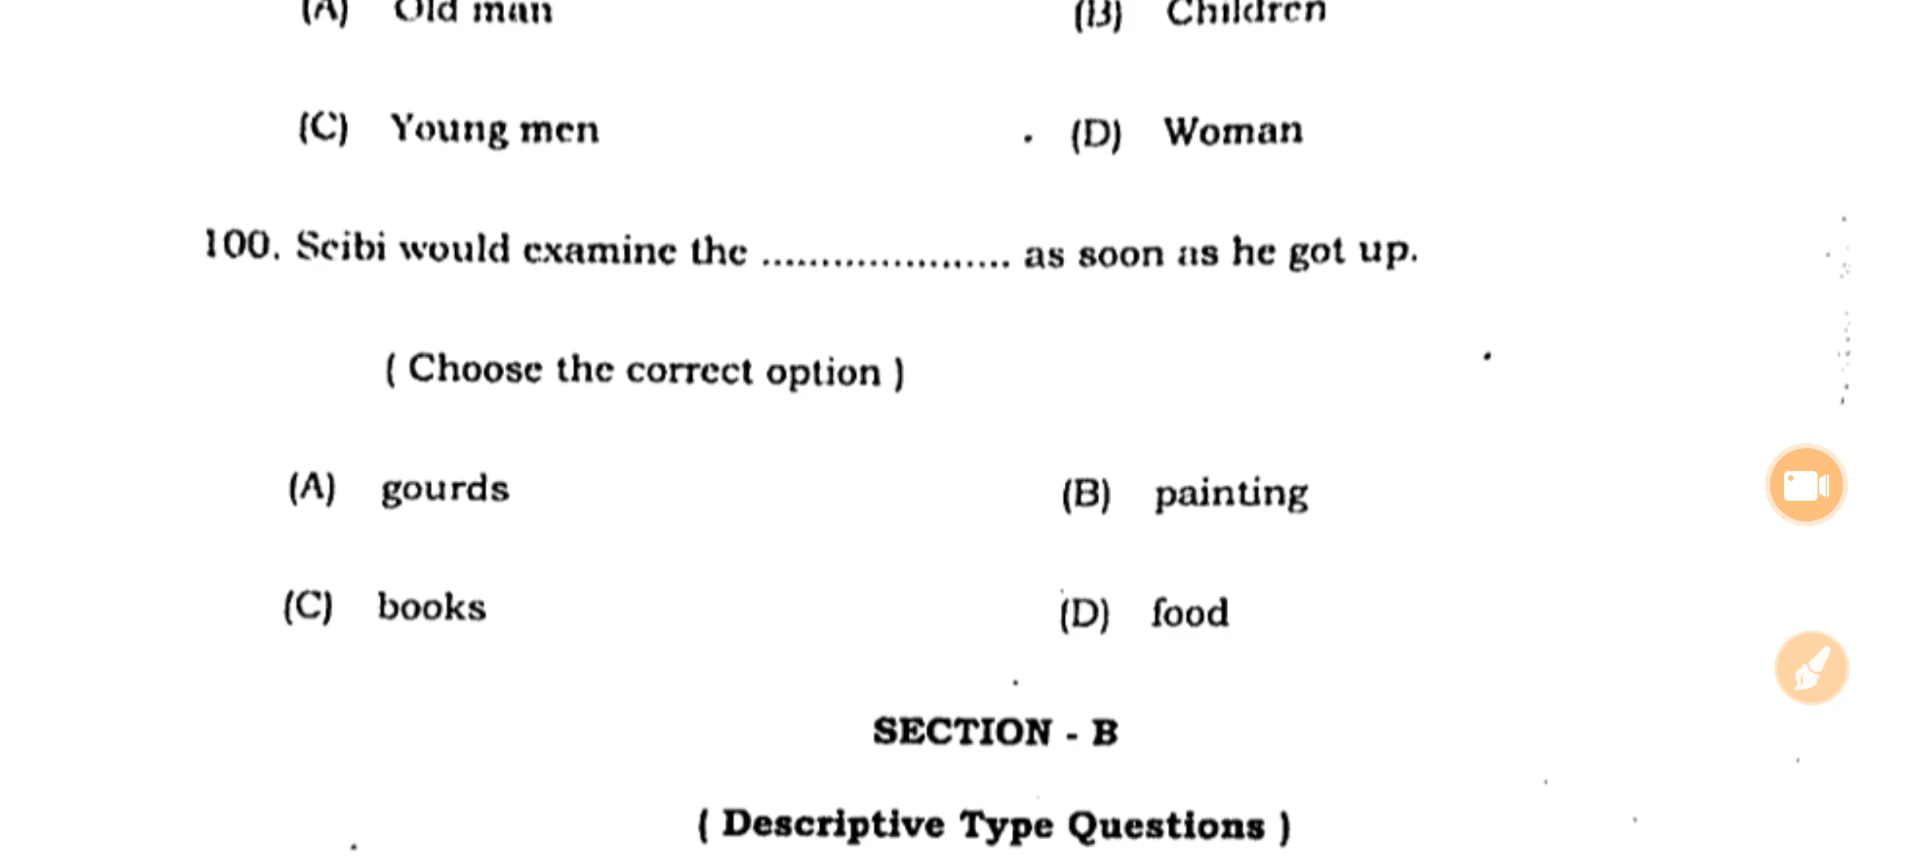 (A) Old man (B) Children
(C) Young men (D) Woman
100. Seibi would examine the ..................... as soon as he got up.
( Choose the correct option )
(A) gourds (B) painting
(C) books (D) food
SECTION - B
( Descriptive Type Questions )